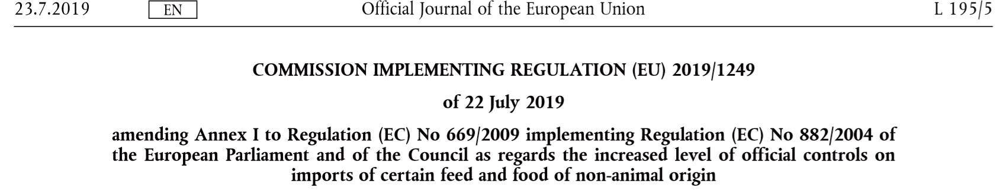 23.7.2019 EN Official Journal of the European Union L 195/5
COMMISSION IMPLEMENTING REGULATION (EU) 2019/1249
of 22 July 2019
amending Annex I to Regulation (EC) No 669/2009 implementing Regulation (EC) No 882/2004 of
the European Parliament and of the Council as regards the increased level of official controls on
imports of certain feed and food of non-animal origin